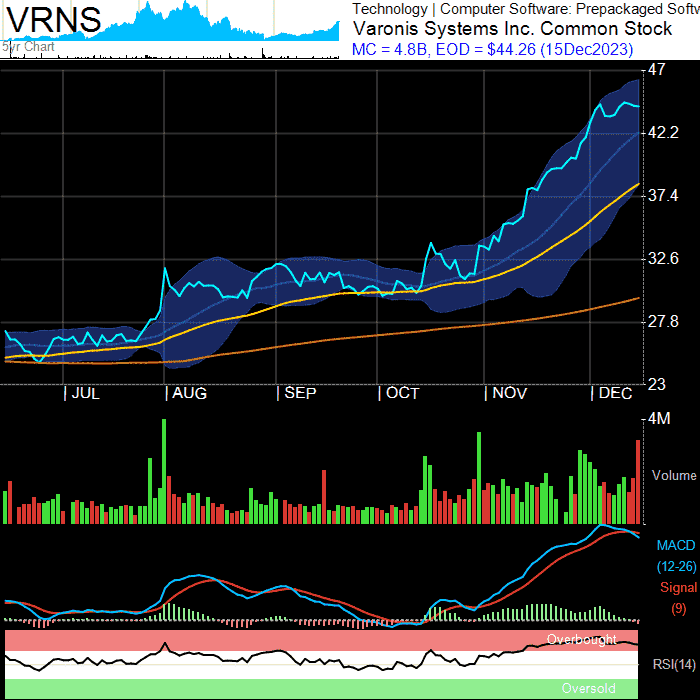 VRNS
5yr Chart
Technology | Computer Software: Prepackaged Softw
Varonis Systems Inc. Common Stock
MC = 4.8B, EOD = $44.26 (15Dec2023)
47
42.2
37.4
32.6
27.8
23
| JUL | AUG | SEP | OCT | NOV | DEC
4M
Volume
MACD
(12-26)
Signal
(9)
Overbought
RSI(14)
Oversold